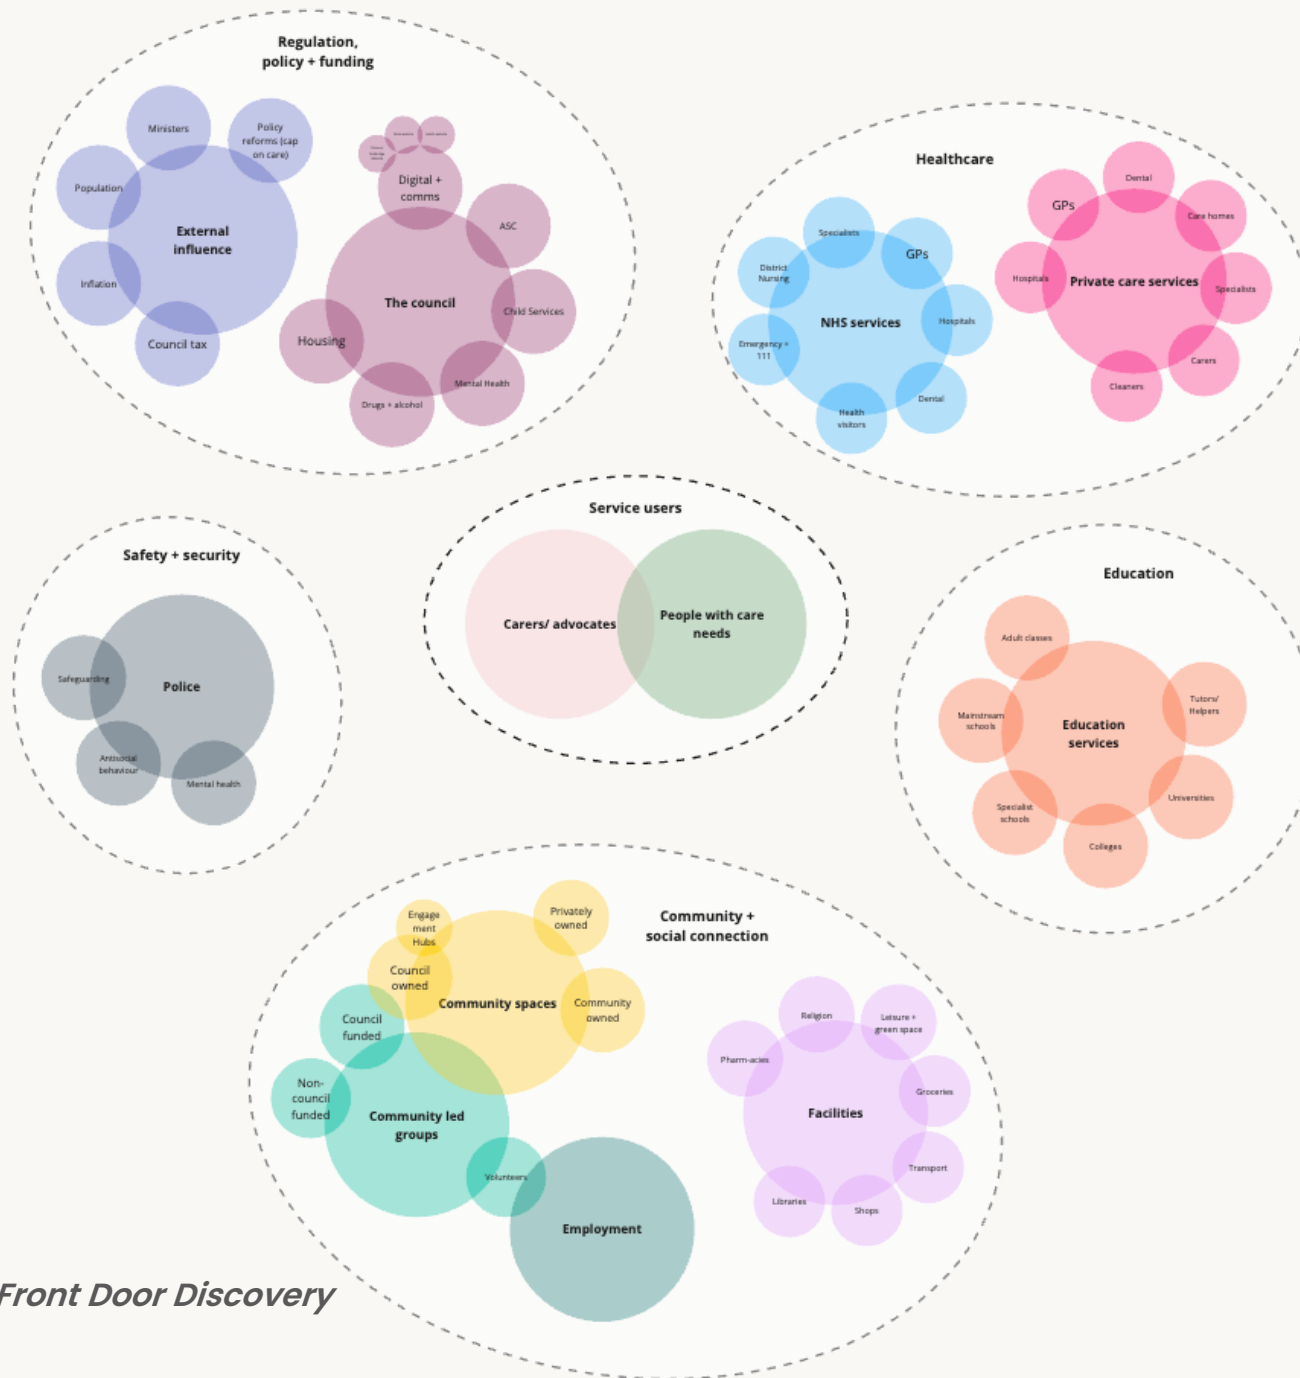 Regulation,
policy + funding
Ministers
Policy
reforms (cap
on care)
Population
External
influence
Inflation
Council tax
Digital +
comms
ASC
The council
Child Services
Housing
Mental Health
Drugs + alcohol
Healthcare
Specialists
GPs
District
Nursing
NHS services
Hospitals
Emergency +
111
Dental
Health
visitors
Dental
GPs
Care homes
Hospitals
Private care services
Specialists
Carers
Cleaners
Service users
Carers/ advocates
People with care
needs
Safety + security
Safeguarding
Police
Antisocial
behaviour
Mental health
Education
Adult classes
Mainstream
schools
Education
services
Tutors/
Helpers
Specialist
schools
Universities
Colleges
Community +
social connection
Engage
ment
Hubs
Privately
owned
Council
owned
Community spaces
Community
owned
Council
funded
Non-
council
funded
Community led
groups
Volunteers
Employment
Religion
Leisure +
green space
Pharm-acies
Groceries
Facilities
Transport
Libraries
Shops
Front Door Discovery